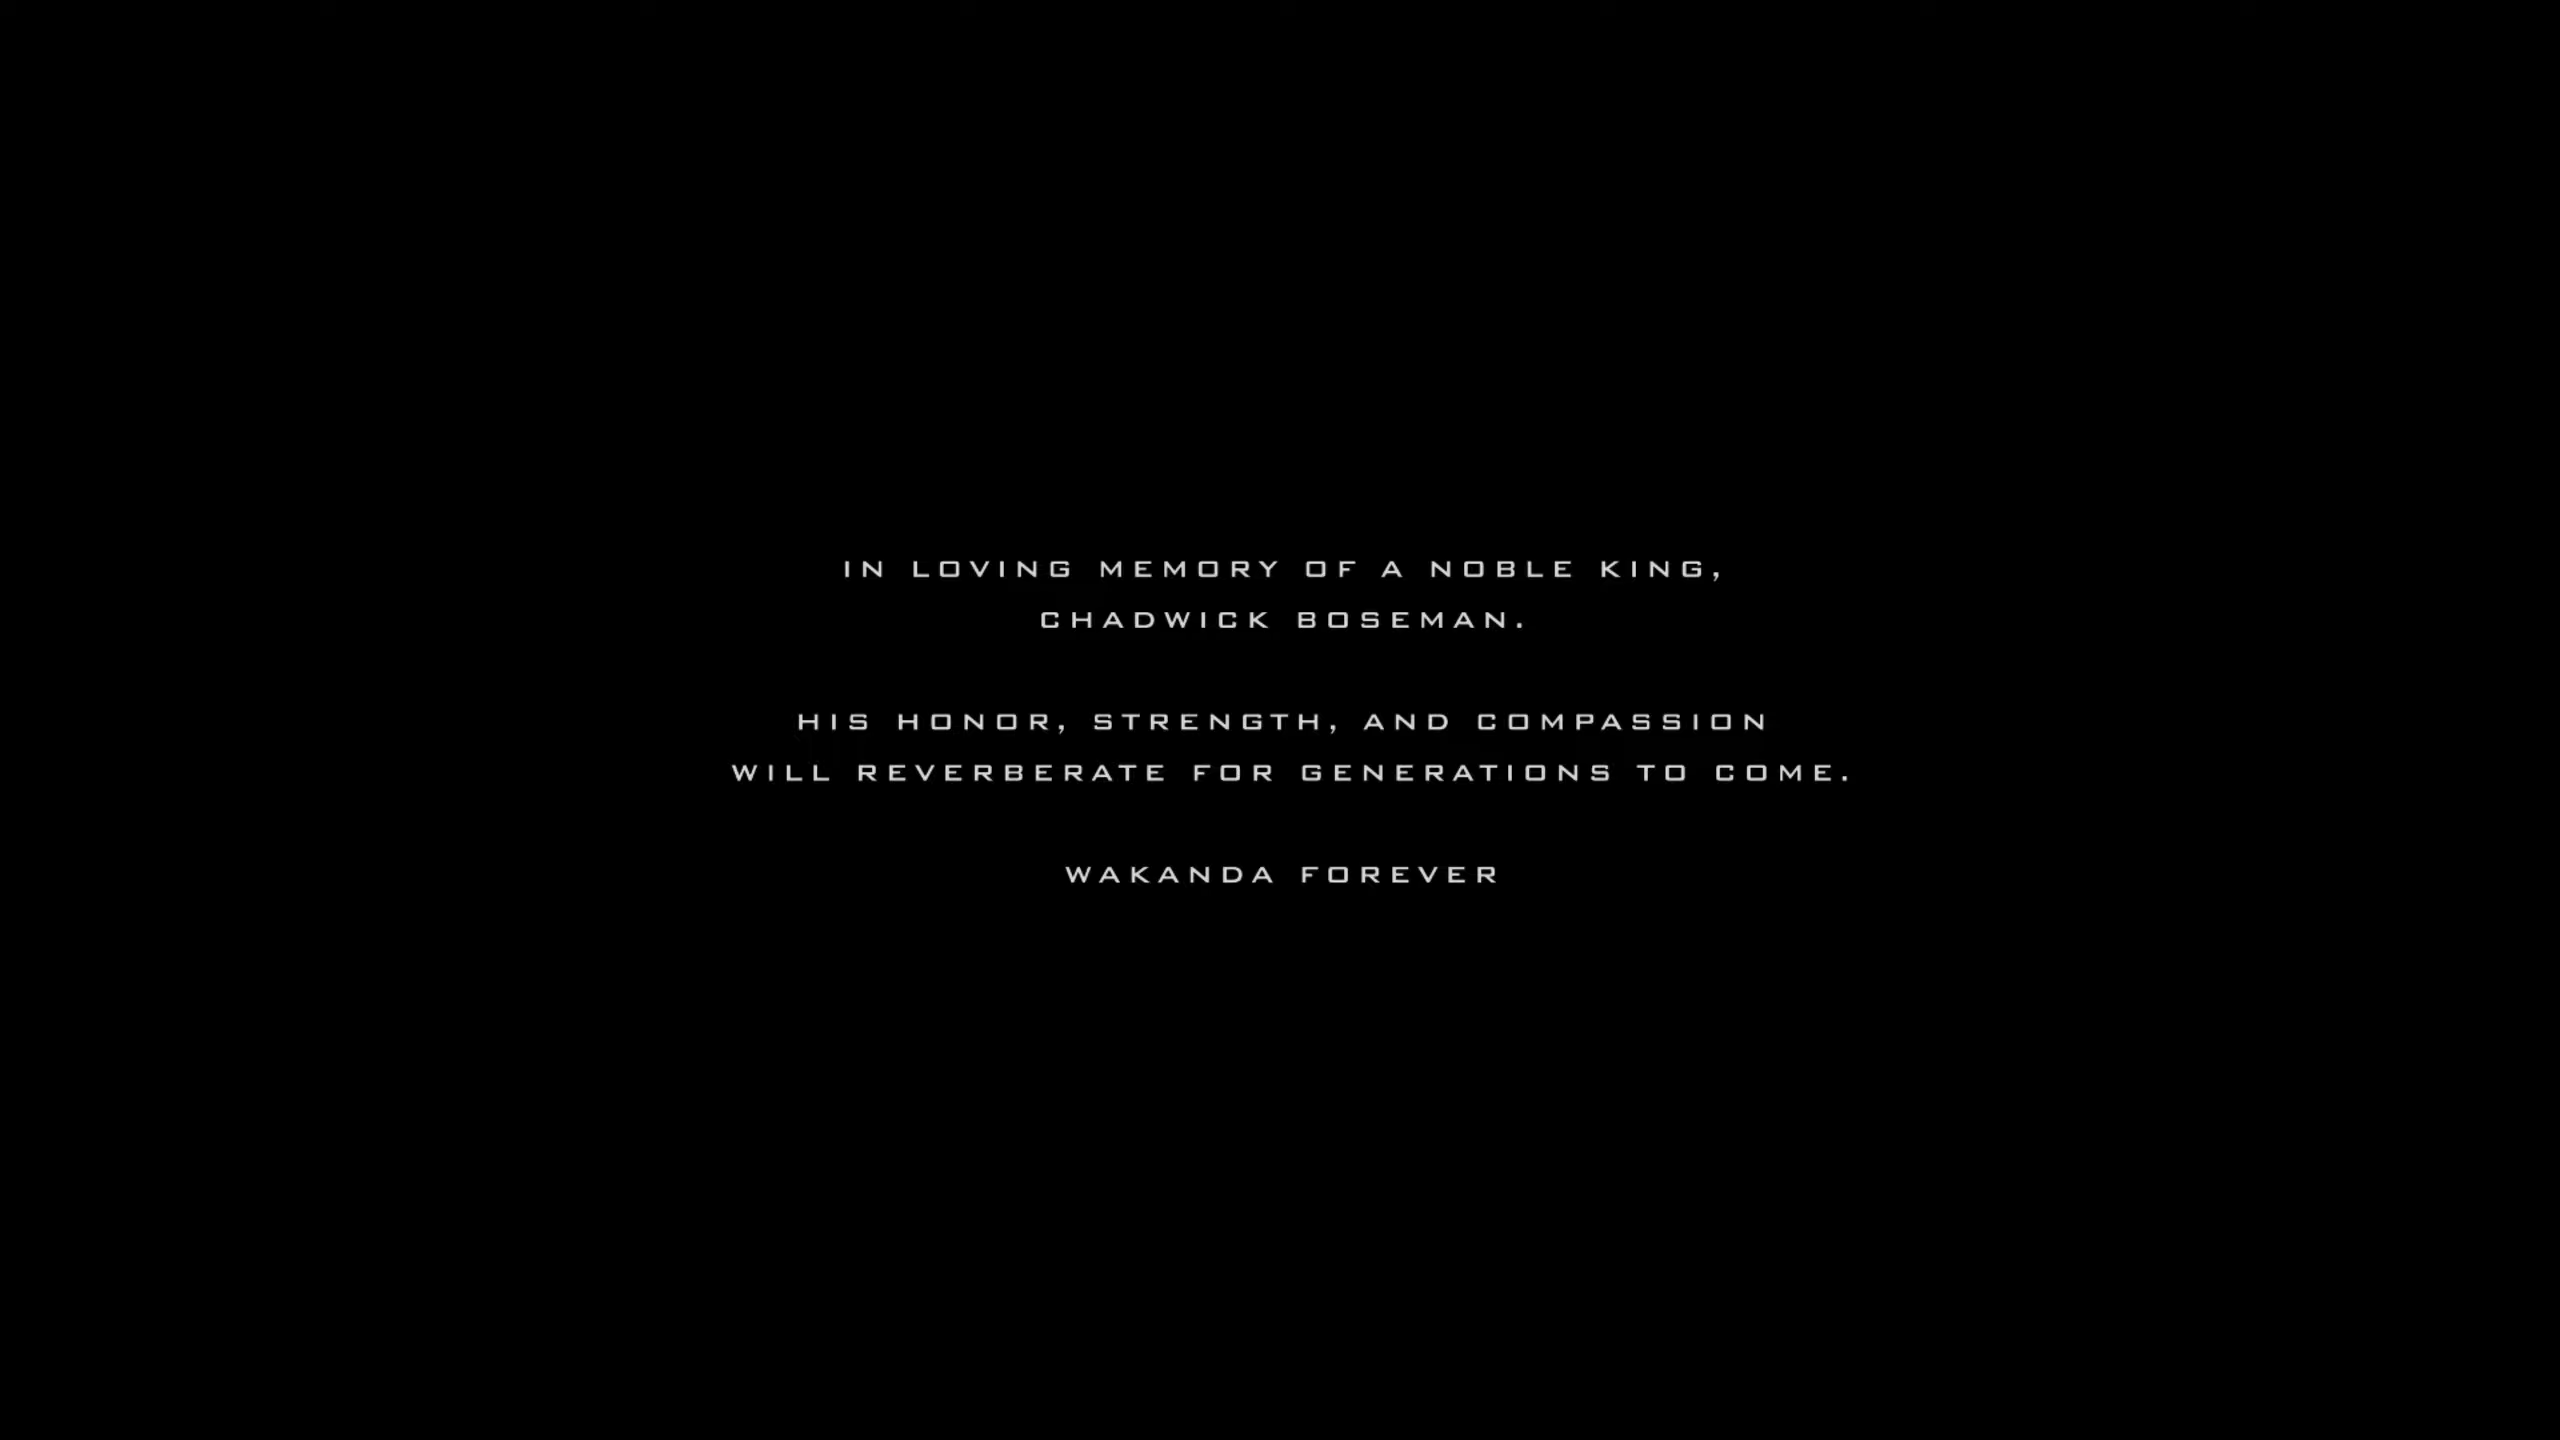 IN LOVING MEMORY OF A NOBLE KING,
CHADWICK BOSEMAN.
HIS HONOR, STRENGTH, AND COMPASSION
WILL REVERBERATE FOR GENERATIONS TO COME.
WAKANDA FOREVER